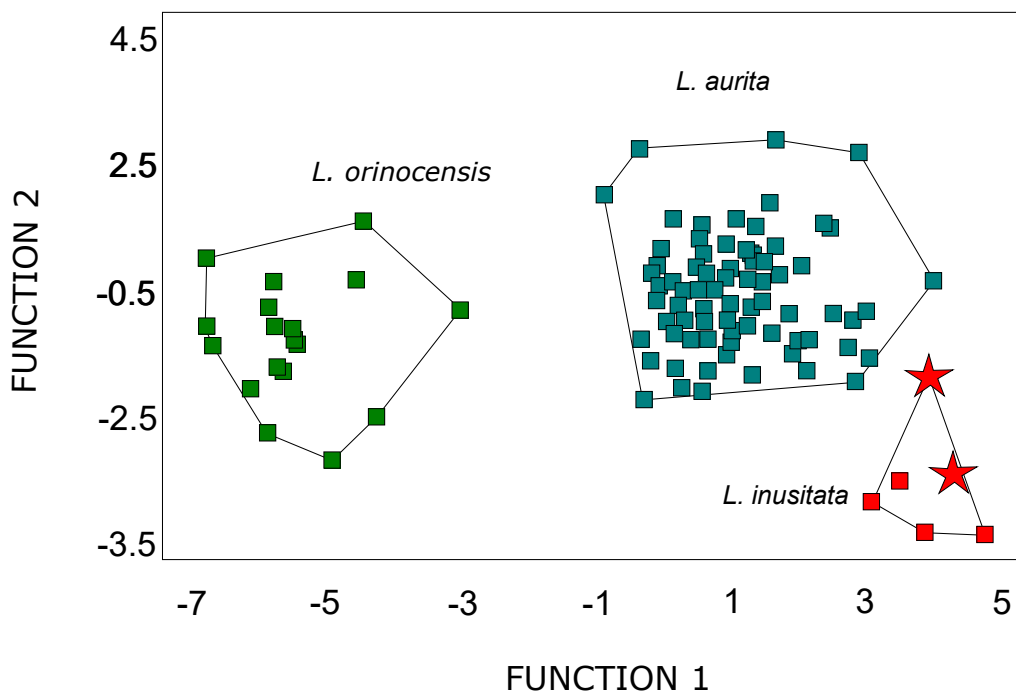 4.5
L. aurita
2.5
L. orinocensis
FUNCTION 2
-0.5
-2.5
L. inusitata
-3.5
-7 -5 -3 -1 1 3 5
FUNCTION 1